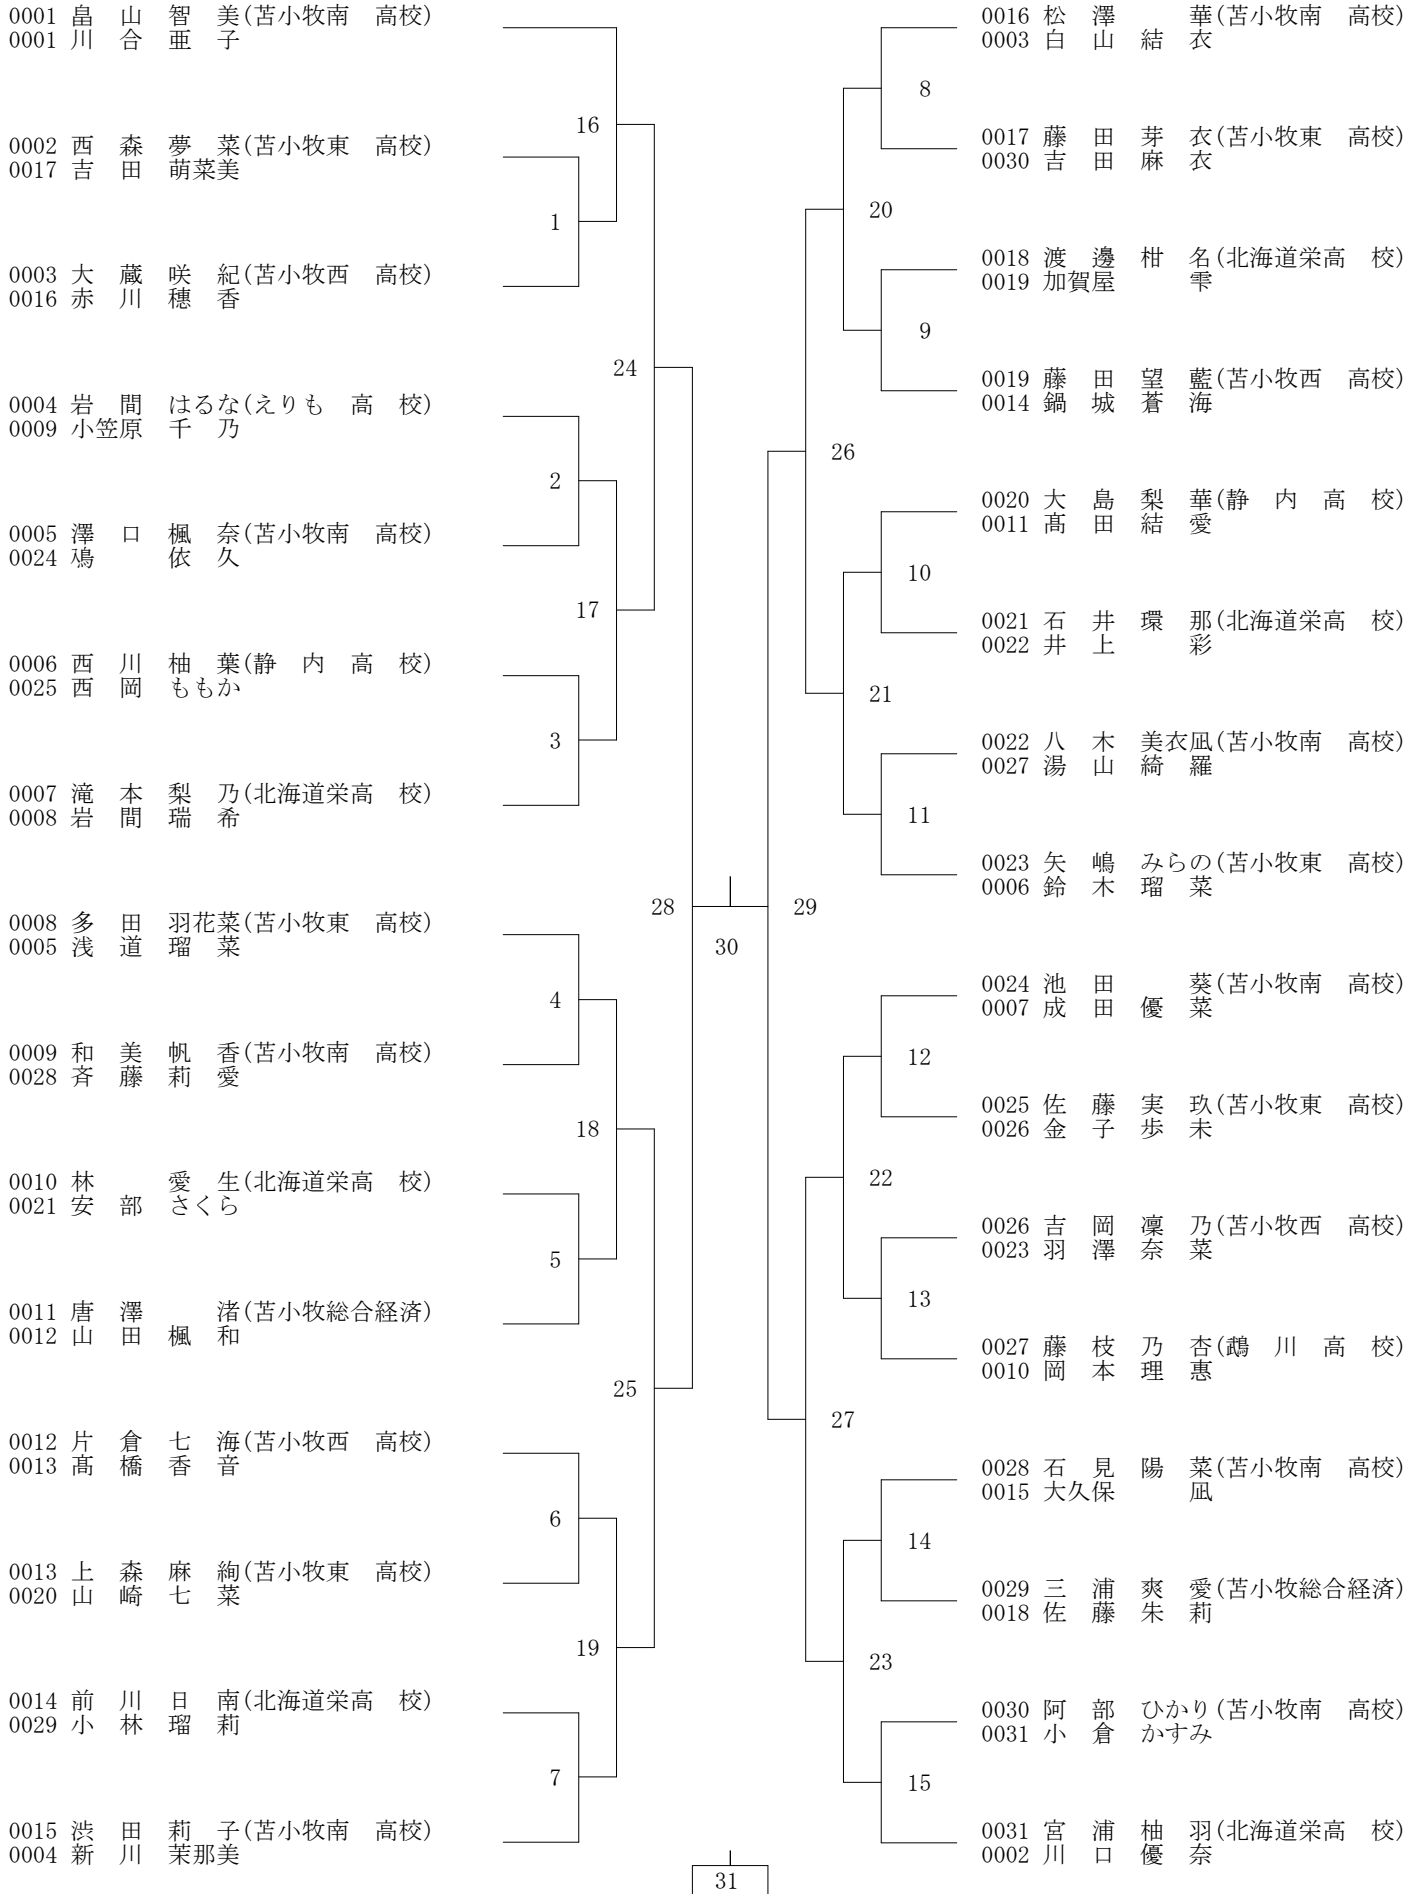 0001 畠　山　智　美(苫小牧南　高校)
0001 川　合　亜　子
16
0002 西　森　夢　菜(苫小牧東　高校)
0017 吉　田　萌菜美
1
0003 大　蔵　咲　紀(苫小牧西　高校)
0016 赤　川　穂　香
24
0004 岩　間　はるな(えりも　高　校)
0009 小笠原　千　乃
2
0005 澤　口　楓　奈(苫小牧南　高校)
0024 鳰　　　依　久
17
0006 西　川　柚　葉(静　内　高　校)
0025 西　岡　ももか
3
0007 滝　本　梨　乃(北海道栄高　校)
0008 岩　間　瑞　希
28
0008 多　田　羽花菜(苫小牧東　高校)
0005 浅　道　瑠　菜
4
0009 和　美　帆　香(苫小牧南　高校)
0028 斉　藤　莉　愛
18
0010 林　　　愛　生(北海道栄高　校)
0021 安　部　さくら
5
0011 唐　澤　　　渚(苫小牧総合経済)
0012 山　田　楓　和
25
0012 片　倉　七　海(苫小牧西　高校)
0013 髙　橋　香　音
6
0013 上　森　麻　絢(苫小牧東　高校)
0020 山　崎　七　菜
19
0014 前　川　日　南(北海道栄高　校)
0029 小　林　瑠　莉
7
0015 渋　田　莉　子(苫小牧南　高校)
0004 新　川　茉那美
30
31
0016 松　澤　　　華(苫小牧南　高校)
0003 白　山　結　衣
8
0017 藤　田　芽　衣(苫小牧東　高校)
0030 吉　田　麻　衣
20
0018 渡　邊　柑　名(北海道栄高　校)
0019 加賀屋　　　雫
9
0019 藤　田　望　藍(苫小牧西　高校)
0014 鍋　城　蒼　海
26
0020 大　島　梨　華(静　内　高　校)
0011 髙　田　結　愛
10
0021 石　井　環　那(北海道栄高　校)
0022 井　上　　　彩
21
0022 八　木　美衣凪(苫小牧南　高校)
0027 湯　山　綺　羅
11
0023 矢　嶋　みらの(苫小牧東　高校)
0006 鈴　木　瑠　菜
29
0024 池　田　　　葵(苫小牧南　高校)
0007 成　田　優　菜
12
0025 佐　藤　実　玖(苫小牧東　高校)
0026 金　子　歩　未
22
0026 吉　岡　凜　乃(苫小牧西　高校)
0023 羽　澤　奈　菜
13
0027 藤　枝　乃　杏(鵡　川　高　校)
0010 岡　本　理　惠
27
0028 石　見　陽　菜(苫小牧南　高校)
0015 大久保　　　凪
14
0029 三　浦　爽　愛(苫小牧総合経済)
0018 佐　藤　朱　莉
23
0030 阿　部　ひかり(苫小牧南　高校)
0031 小　倉　かすみ
15
0031 宮　浦　柚　羽(北海道栄高　校)
0002 川　口　優　奈